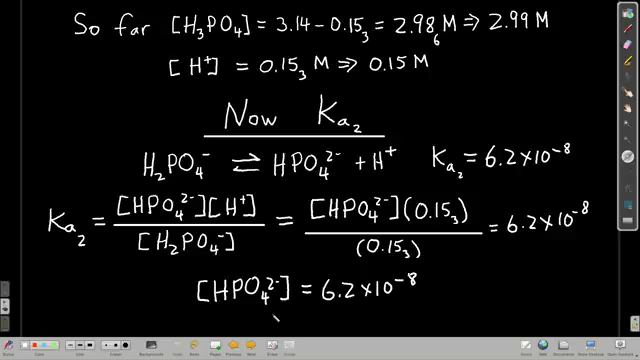 So far [H₃PO₄] = 3.14 - 0.15₃ = 2.98₆ M ⇒ 2.99 M
[H⁺] = 0.15₃ M ⇒ 0.15 M
Now Ka₂
H₂PO₄⁻ ⇌ HPO₄²⁻ + H⁺ Ka₂ = 6.2×10⁻⁸
Ka₂ = [HPO₄²⁻][H⁺] / [H₂PO₄⁻] = [HPO₄²⁻](0.15₃) / (0.15₃) = 6.2×10⁻⁸
[HPO₄²⁻] = 6.2×10⁻⁸